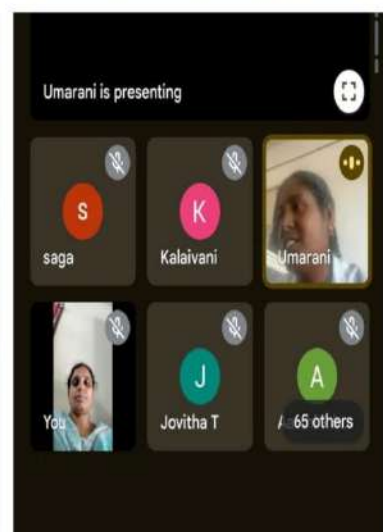 Umarani is presenting
S
K
saga
Kalaivani
Umarani
J
A
You
Jovitha T
65 others